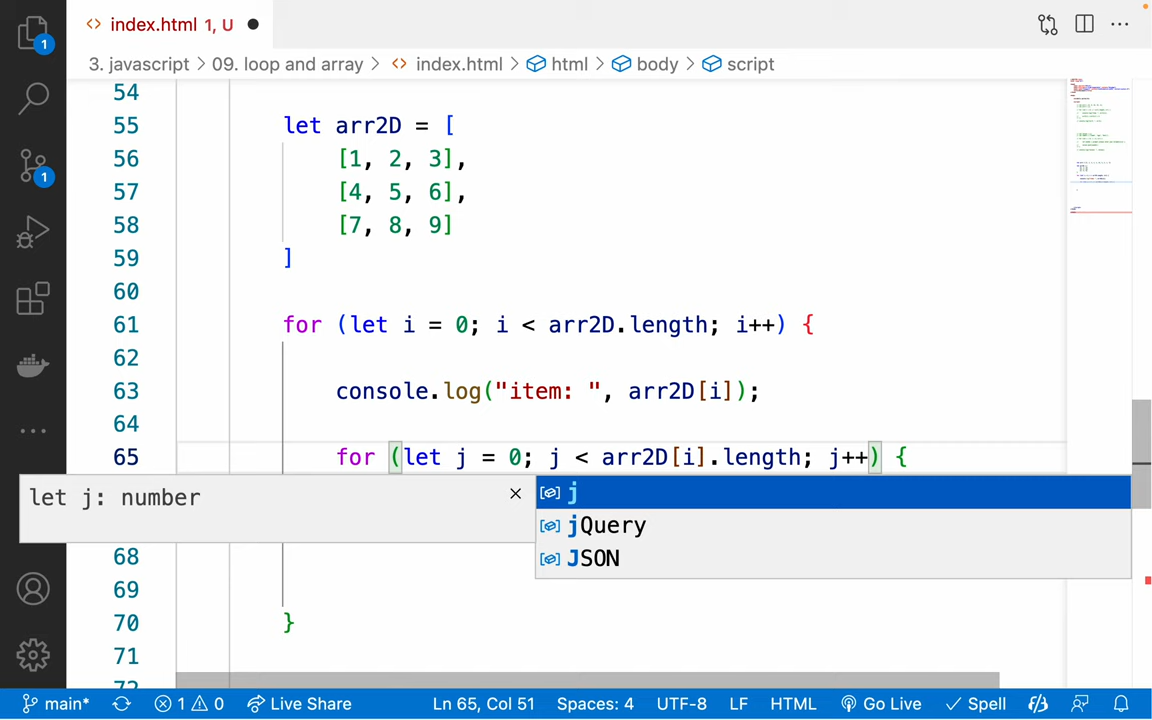 index.html 1, U
3. javascript > 09. loop and array > index.html > html > body > script
54
55 let arr2D = [
56 [1, 2, 3],
57 [4, 5, 6],
58 [7, 8, 9]
59 ]
60
61 for (let i = 0; i < arr2D.length; i++) {
62
63 console.log("item: ", arr2D[i]);
64
65 for (let j = 0; j < arr2D[i].length; j++) {
let j: number
j
jQuery
JSON
68
69
70 }
71
72
1
1
main* 1 0 Live Share Ln 65, Col 51 Spaces: 4 UTF-8 LF HTML Go Live Spell